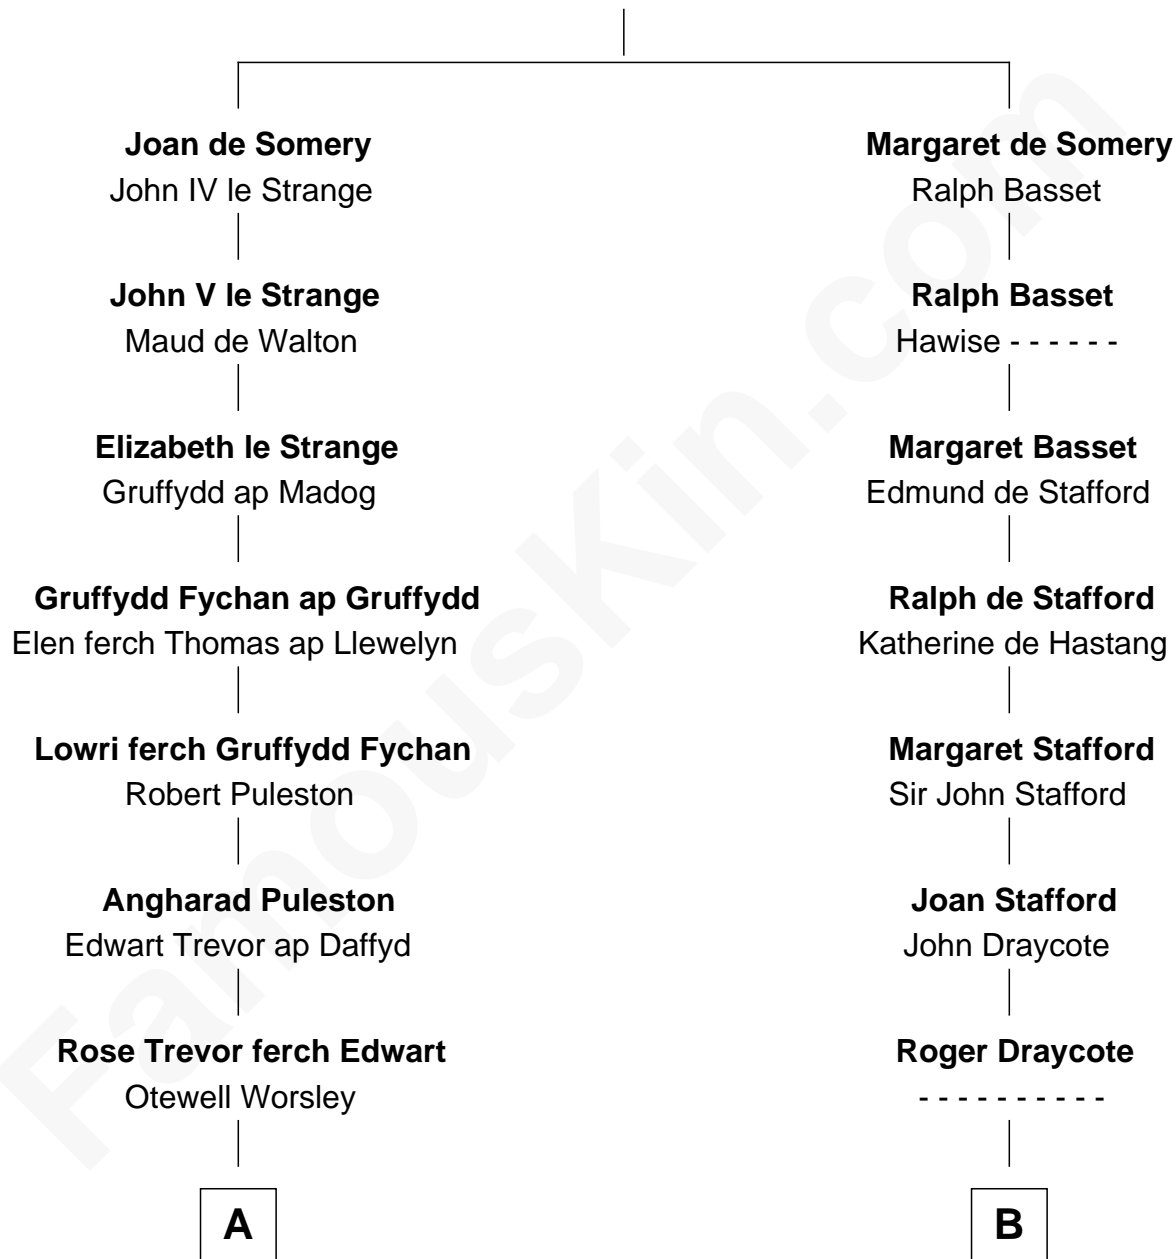 Joan de Somery
John IV le Strange
John V le Strange
Maud de Walton
Elizabeth le Strange
Gruffydd ap Madog
Gruffydd Fychan ap Gruffydd
Elen ferch Thomas ap Llewelyn
Lowri ferch Gruffydd Fychan
Robert Puleston
Angharad Puleston
Edwart Trevor ap Daffyd
Rose Trevor ferch Edwart
Otewell Worsley
A
Margaret de Somery
Ralph Basset
Ralph Basset
Hawise - - - - - -
Margaret Basset
Edmund de Stafford
Ralph de Stafford
Katherine de Hastang
Margaret Stafford
Sir John Stafford
Joan Stafford
John Draycote
Roger Draycote
- - - - - - - - - -
B
FamousKin.com